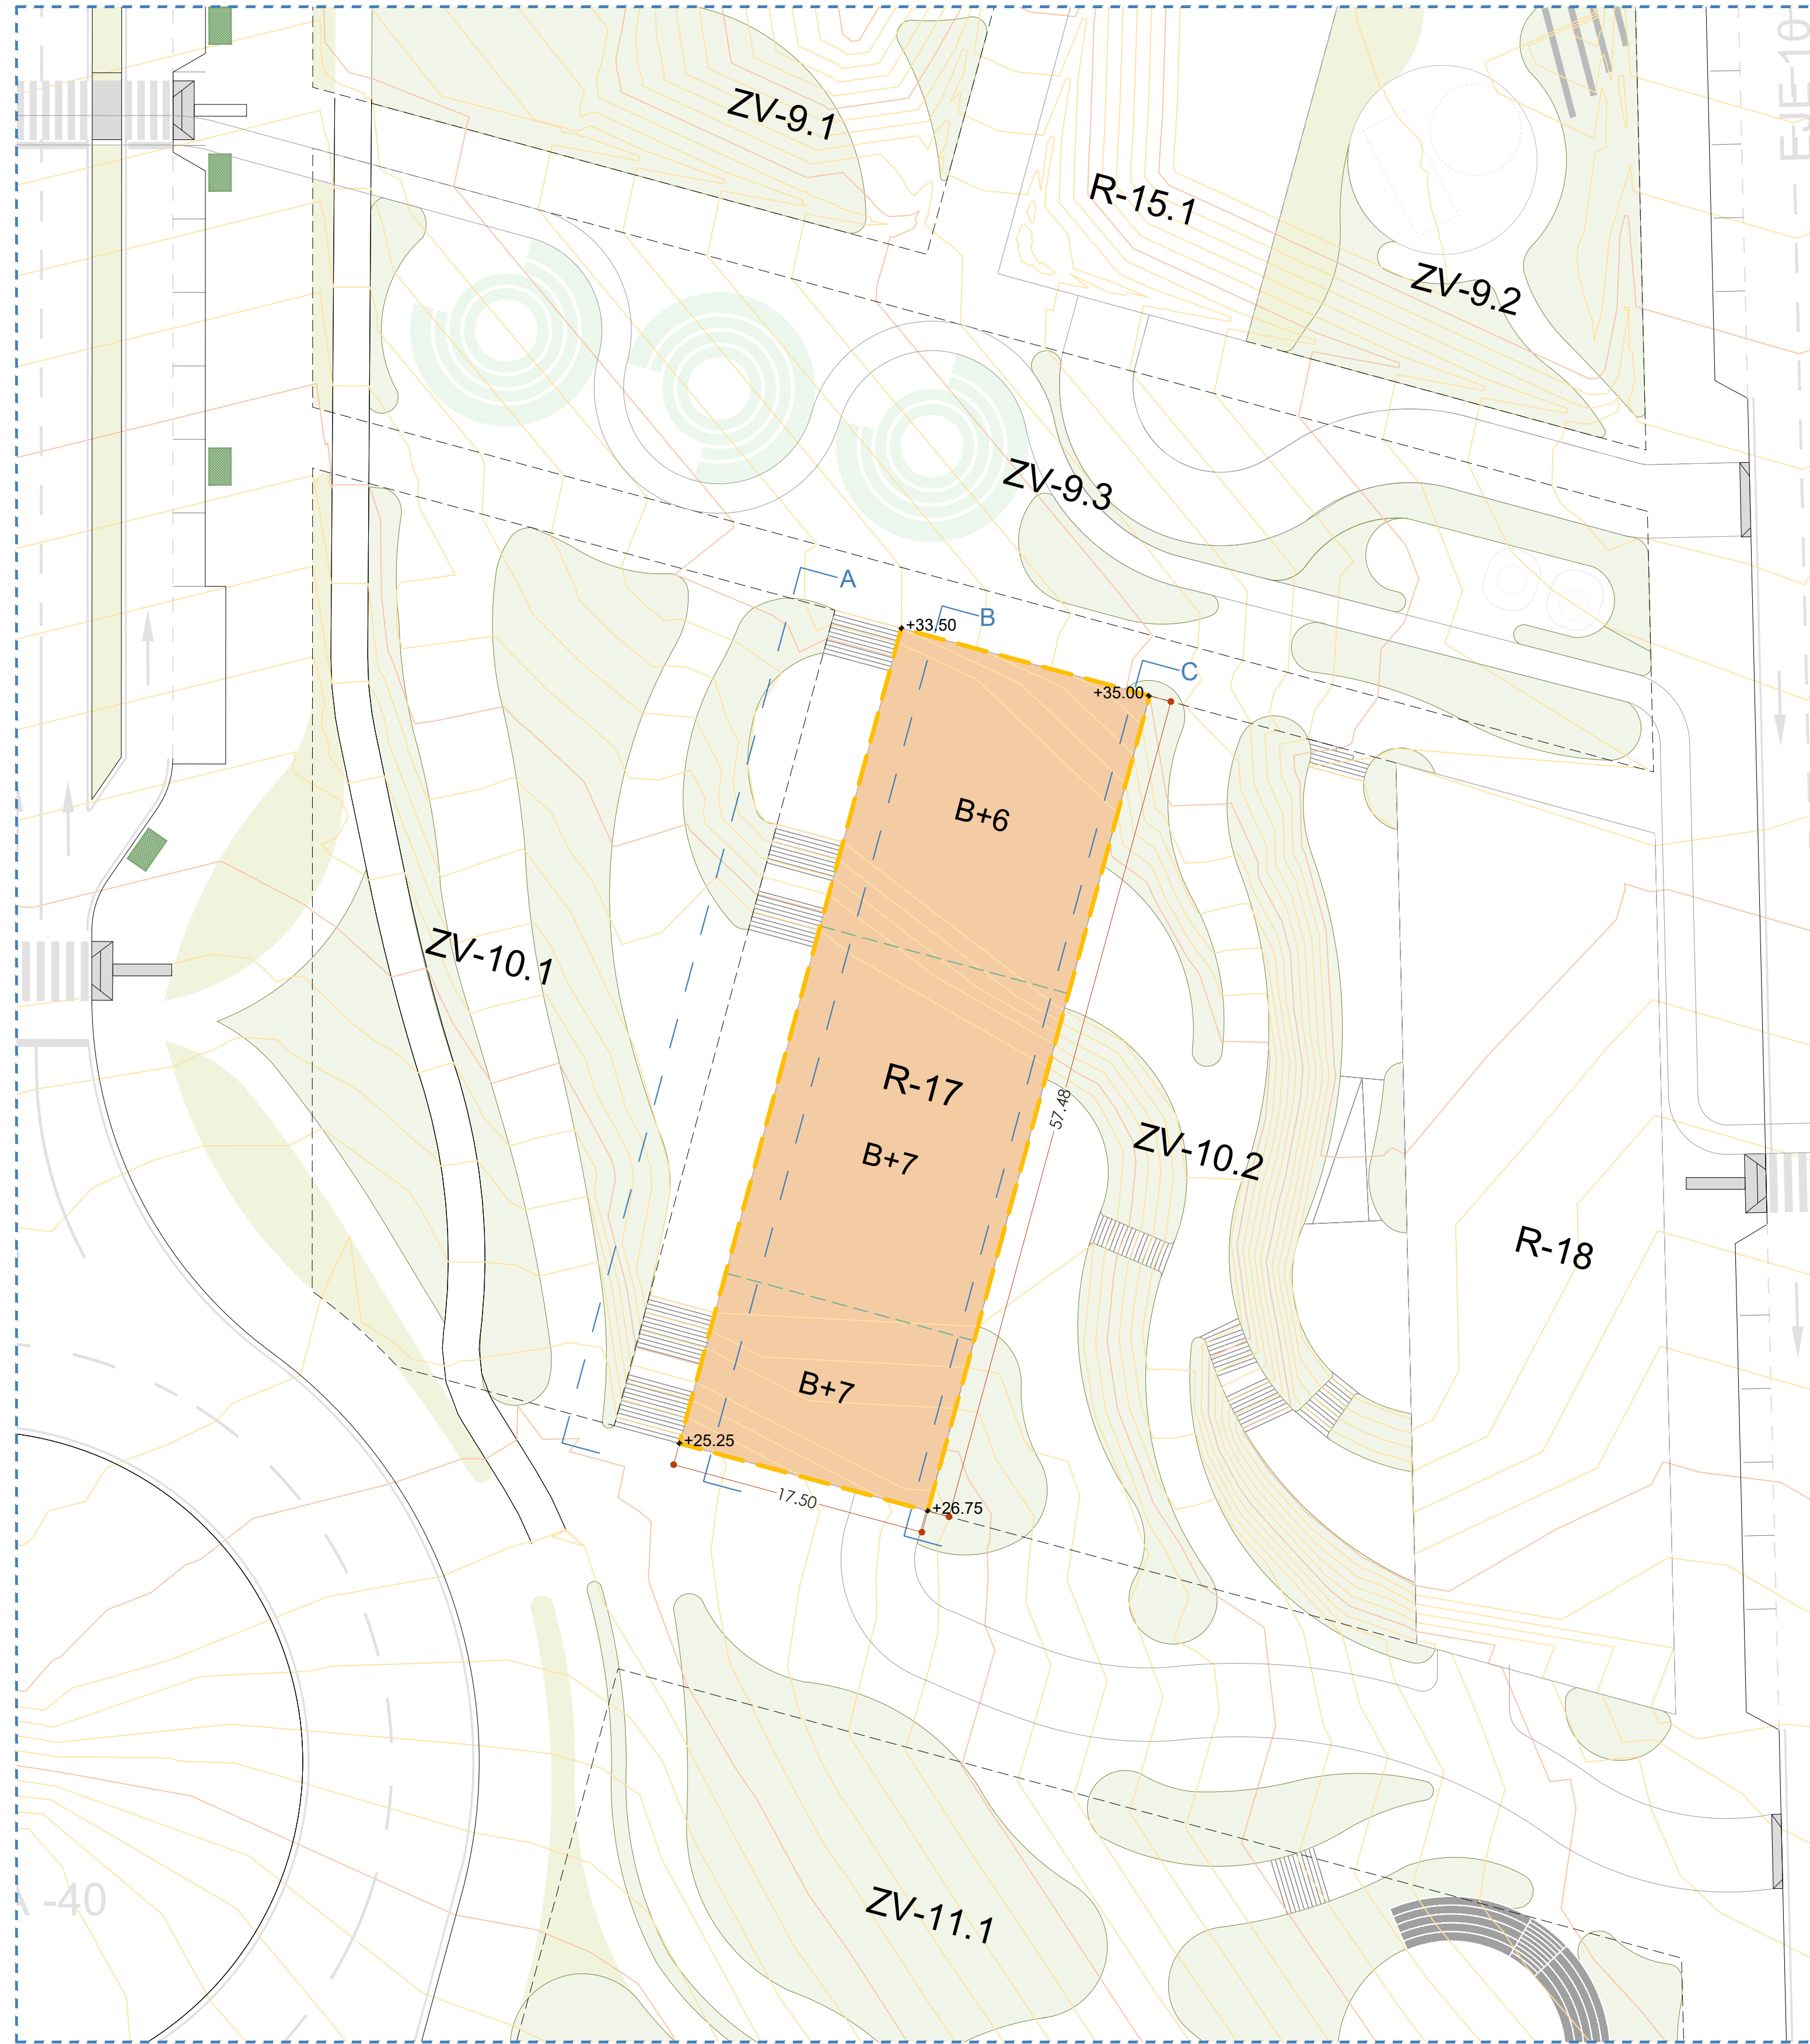 EJE-10
ZV-9.1
R-15.1
ZV-9.2
ZV-9.3
A
B
+33.50
C
+35.00
B+6
ZV-10.1
R-17
57.48
ZV-10.2
B+7
R-18
B+7
+25.25
17.50
+26.75
-40
ZV-11.1